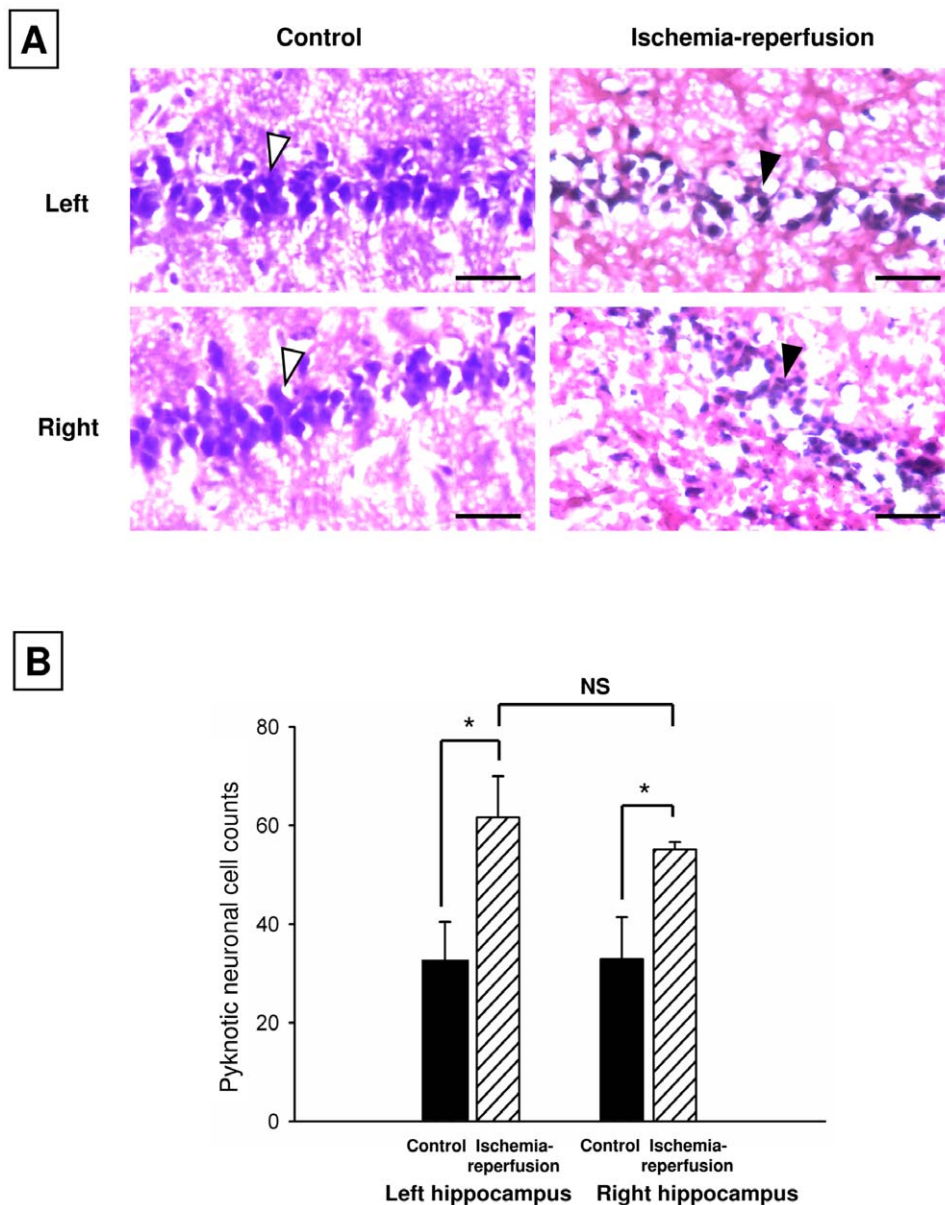 A
Control Ischemia-reperfusion
Left
Right
B
NS
*
*
80
60
40
20
0
Pyknotic neuronal cell counts
Control Ischemia-
reperfusion
Control Ischemia-
reperfusion
Left hippocampus Right hippocampus